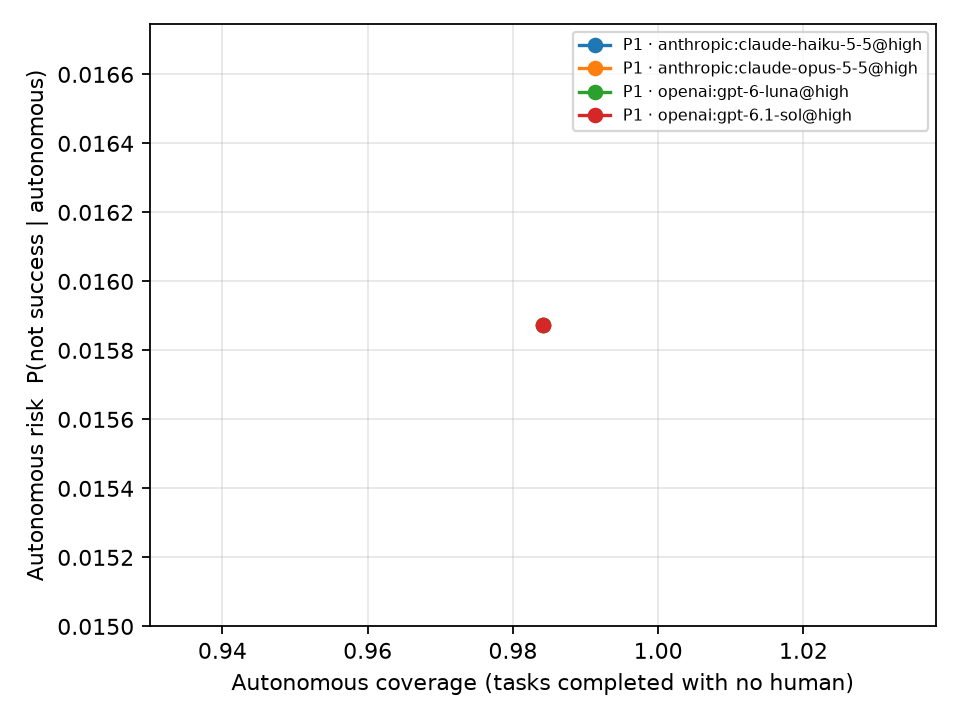 P1 · anthropic:claude-haiku-5-5@high
P1 · anthropic:claude-opus-5-5@high
P1 · openai:gpt-6-luna@high
P1 · openai:gpt-6.1-sol@high
Autonomous risk P(not success | autonomous)
0.0166
0.0164
0.0162
0.0160
0.0158
0.0156
0.0154
0.0152
0.0150
0.94
0.96
0.98
1.00
1.02
Autonomous coverage (tasks completed with no human)